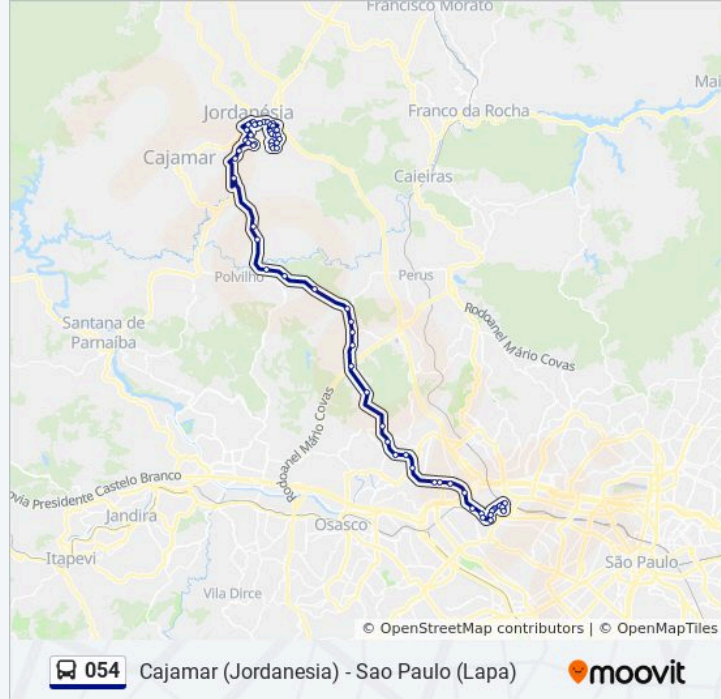 Francisco Morato
Mai
Jordanésia
Franco da Rocha
Cajamar
Caieiras
Polvilho
Perus
Santana de
Parnaíba
Rodoanel Mário Covas
Rodoanel Mário Covas
ovia Presidente Castelo Branco
Jandira
Osasco
Itapevi
São Paulo
Vila Dirce
© OpenStreetMap contributors | © OpenMapTiles
054 Cajamar (Jordanesia) - Sao Paulo (Lapa)
moovit